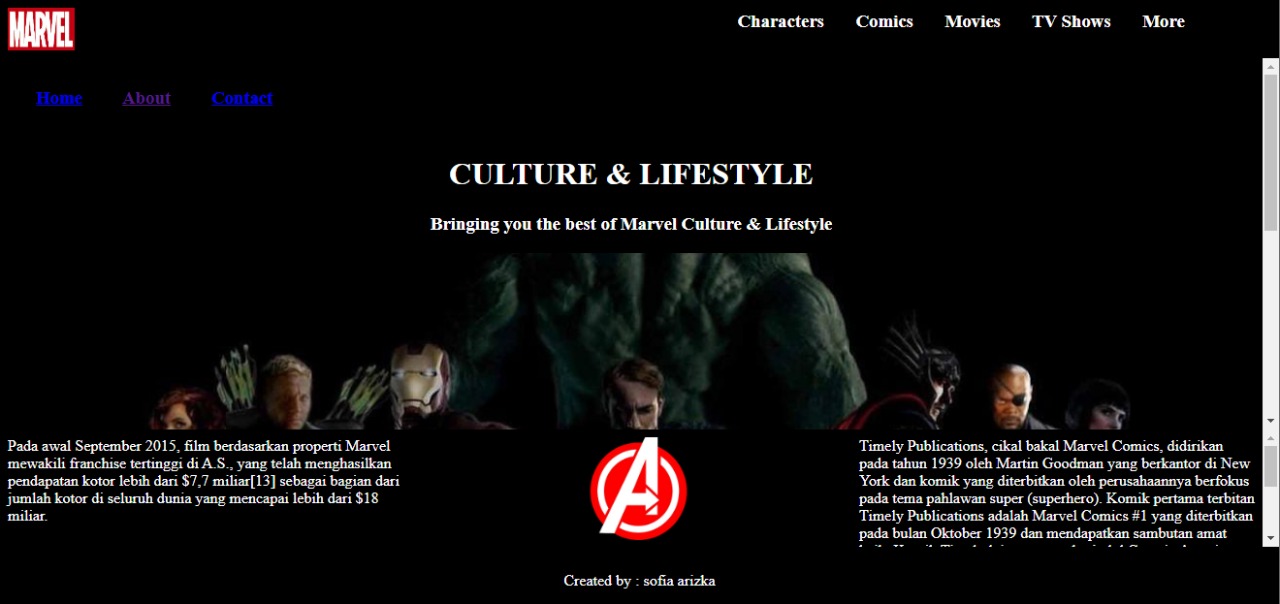 MARVEL
Characters Comics Movies TV Shows More
Home About Contact
CULTURE & LIFESTYLE
Bringing you the best of Marvel Culture & Lifestyle
Pada awal September 2015, film berdasarkan properti Marvel
mewakili franchise tertinggi di A.S., yang telah menghasilkan
pendapatan kotor lebih dari $7,7 miliar[13] sebagai bagian dari
jumlah kotor di seluruh dunia yang mencapai lebih dari $18
miliar.
A
Timely Publications, cikal bakal Marvel Comics, didirikan
pada tahun 1939 oleh Martin Goodman yang berkantor di New
York dan komik yang diterbitkan oleh perusahaannya berfokus
pada tema pahlawan super (superhero). Komik pertama terbitan
Timely Publications adalah Marvel Comics #1 yang diterbitkan
pada bulan Oktober 1939 dan mendapatkan sambutan amat
Created by : sofia arizka